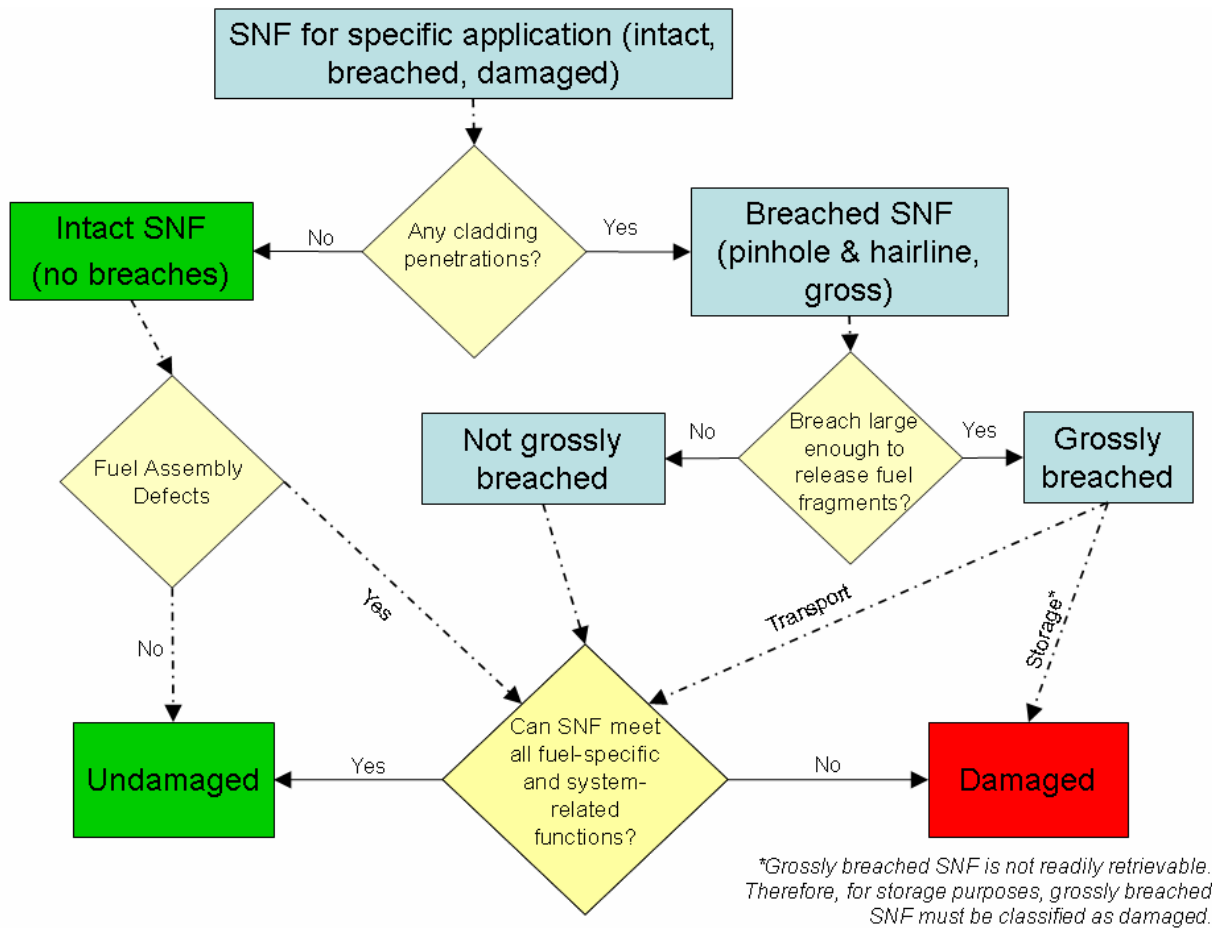 SNF for specific application (intact,
breached, damaged)
Any cladding
penetrations?
No
Yes
Intact SNF
(no breaches)
Breached SNF
(pinhole & hairline,
gross)
Fuel Assembly
Defects
Not grossly
breached
No
Breach large
enough to
release fuel
fragments?
Yes
Grossly
breached
No
Yes
Transport
Storage*
Undamaged
Yes
Can SNF meet
all fuel-specific
and system-
related
functions?
No
Damaged
*Grossly breached SNF is not readily retrievable.
Therefore, for storage purposes, grossly breached
SNF must be classified as damaged.